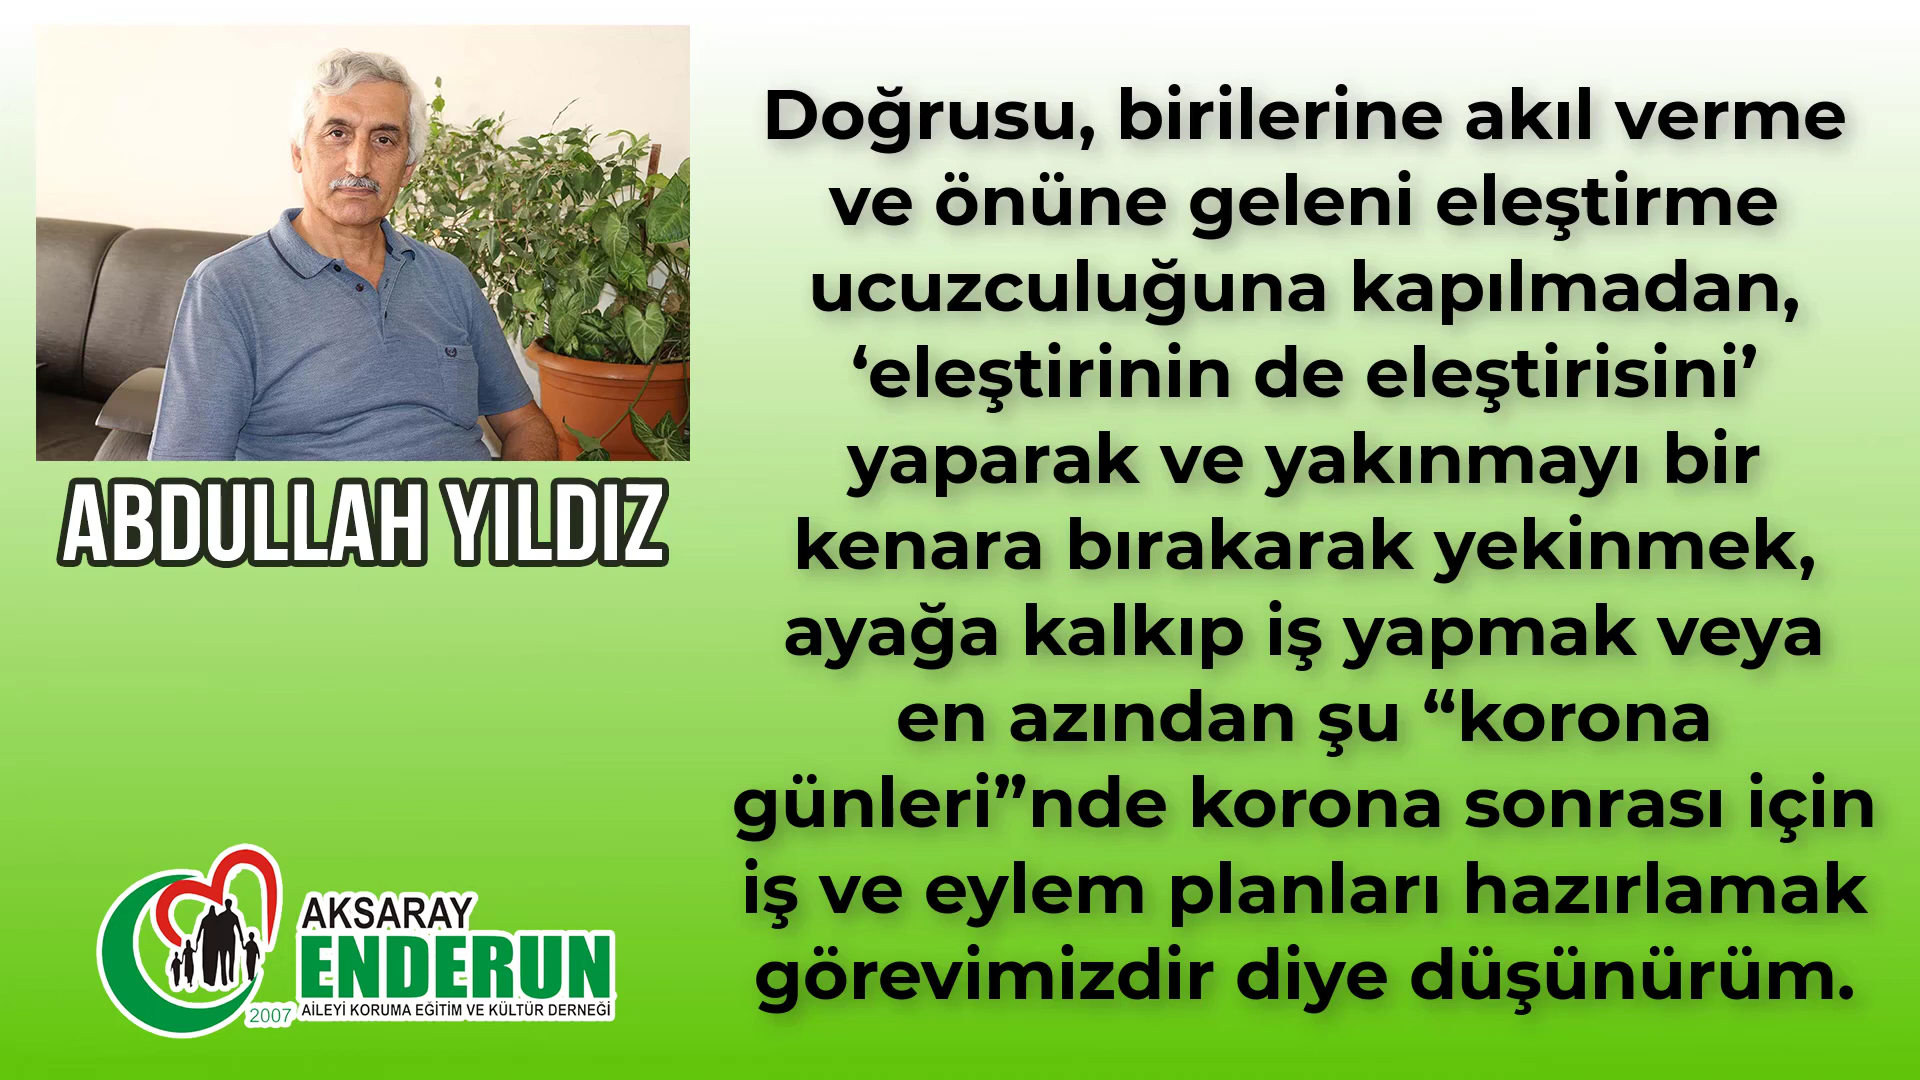 Doğrusu, birilerine akıl verme
ve önüne geleni eleştirme
ucuzculuğuna kapılmadan,
‘eleştirinin de eleştirisini’
yaparak ve yakınmayı bir
kenara bırakarak yekinmek,
ayağa kalkıp iş yapmak veya
en azından şu “korona
günleri”nde korona sonrası için
iş ve eylem planları hazırlamak
görevimizdir diye düşünürüm.
ABDULLAH YILDIZ
AKSARAY
ENDERUN
2007 AİLEYİ KORUMA EĞİTİM VE KÜLTÜR DERNEĞİ